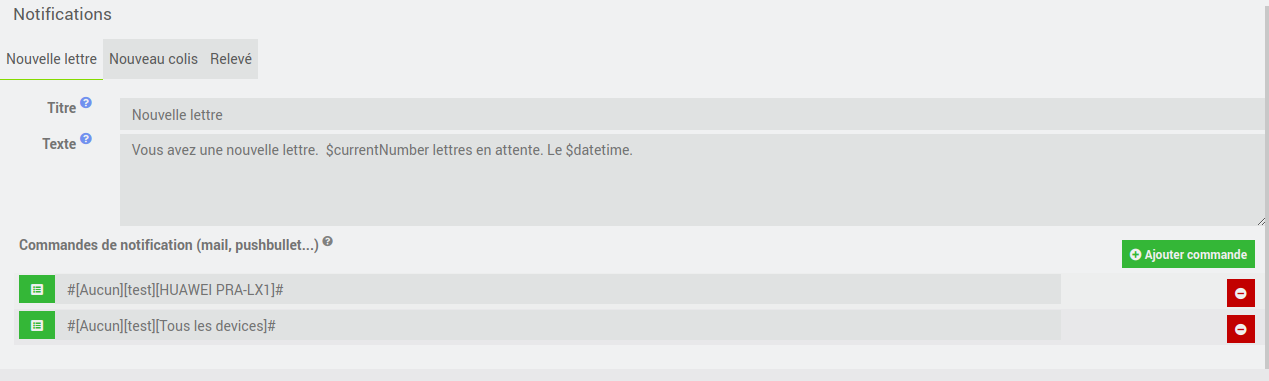 Notifications
Nouvelle lettre Nouveau colis Relevé
Titre ? Nouvelle lettre
Texte ? Vous avez une nouvelle lettre.  $currentNumber lettres en attente. Le $datetime.
Commandes de notification (mail, pushbullet...) ?
Ajouter commande
#[Aucun][test][HUAWEI PRA-LX1]#
#[Aucun][test][Tous les devices]#